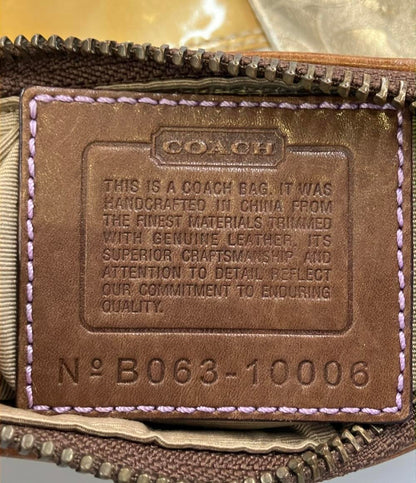 COACH
THIS IS A COACH BAG. IT WAS
HANDCRAFTED IN CHINA FROM
THE FINEST MATERIALS TRIMMED
WITH GENUINE LEATHER. ITS
SUPERIOR CRAFTSMANSHIP AND
ATTENTION TO DETAIL REFLECT
OUR COMMITMENT TO ENDURING
QUALITY.
Nº B063-10006